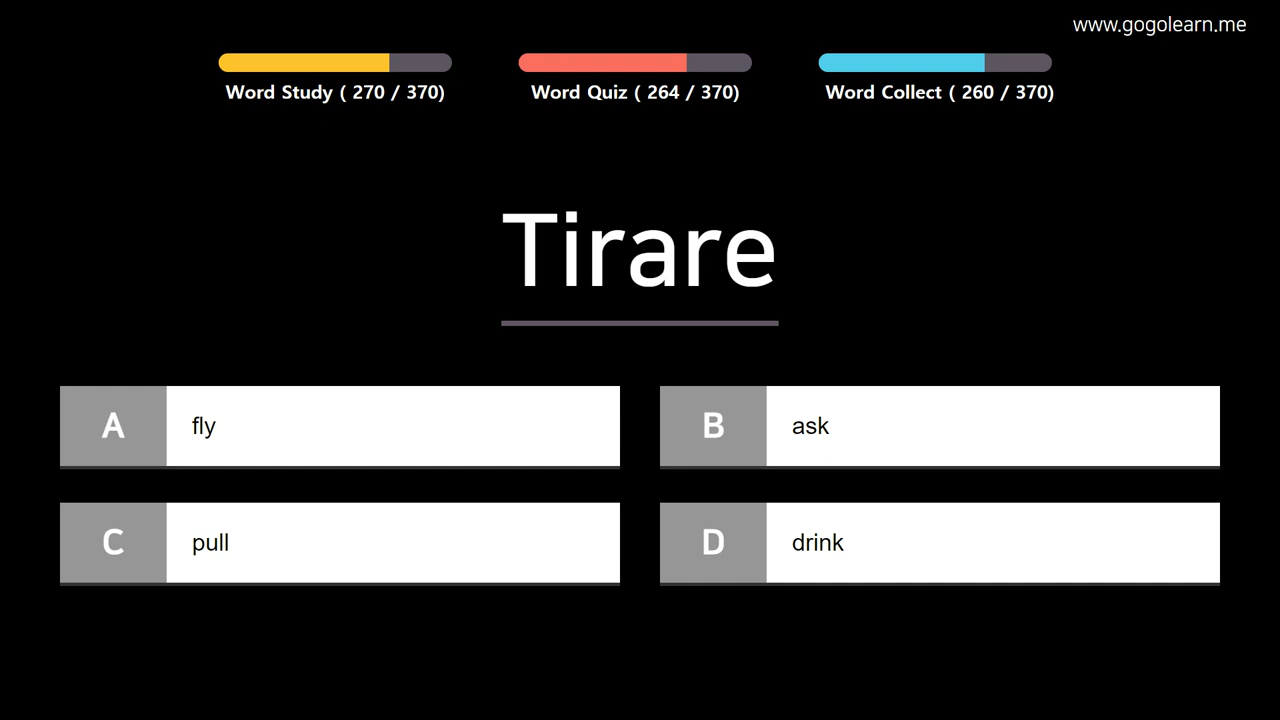 www.gogolearn.me
Word Study ( 270 / 370)
Word Quiz ( 264 / 370)
Word Collect ( 260 / 370)
Tirare
A fly
B ask
C pull
D drink